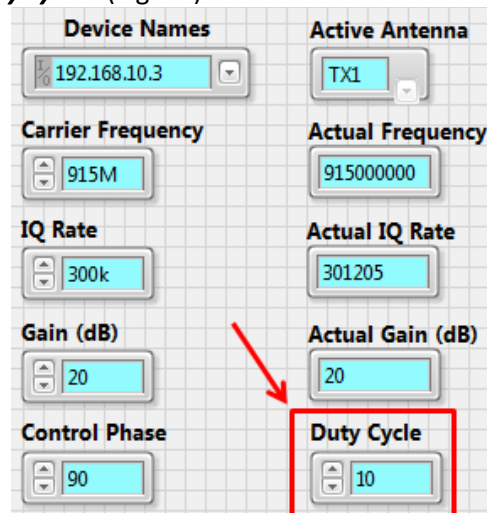 Device Names Active Antenna
192.168.10.3 TX1
Carrier Frequency Actual Frequency
915M 915000000
IQ Rate Actual IQ Rate
300k 301205
Gain (dB) Actual Gain (dB)
20 20
Control Phase Duty Cycle
90 10